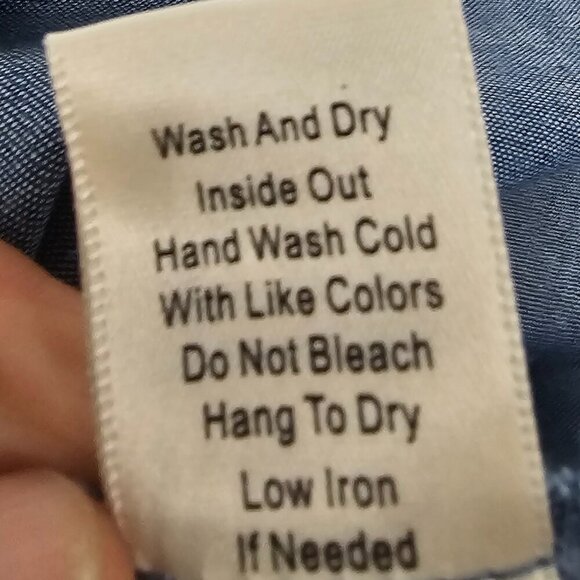 Wash And Dry
Inside Out
Hand Wash Cold
With Like Colors
Do Not Bleach
Hang To Dry
Low Iron
If Needed